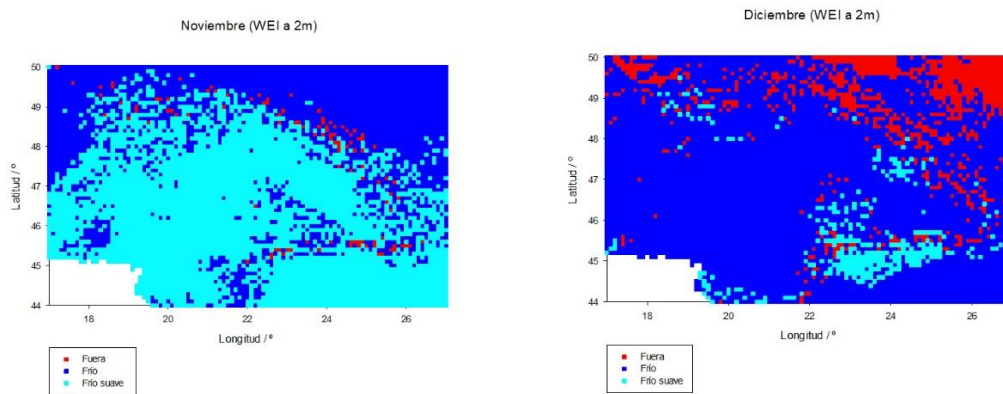 Noviembre (WEI a 2m)
50
49
48
47
46
45
44
Latitud / º
18
20
22
24
26
Longitud / º
Fuera
Frío
Frío suave
Diciembre (WEI a 2m)
50
49
48
47
46
45
44
Latitud / º
18
20
22
24
26
Longitud / º
Fuera
Frío
Frío suave